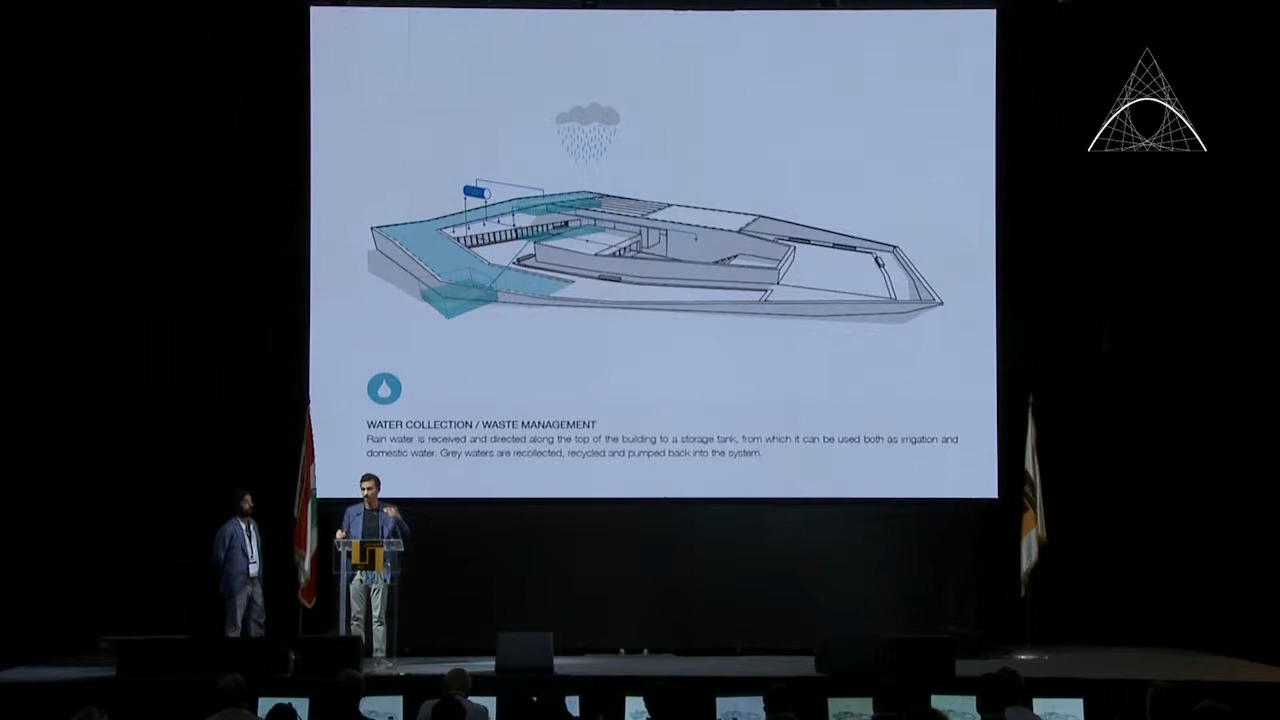 WATER COLLECTION / WASTE MANAGEMENT
Rain water is received and directed along the top of the building to a storage tank, from which it can be used both as irrigation and
domestic water. Grey waters are recollected, recycled and pumped back into the system.